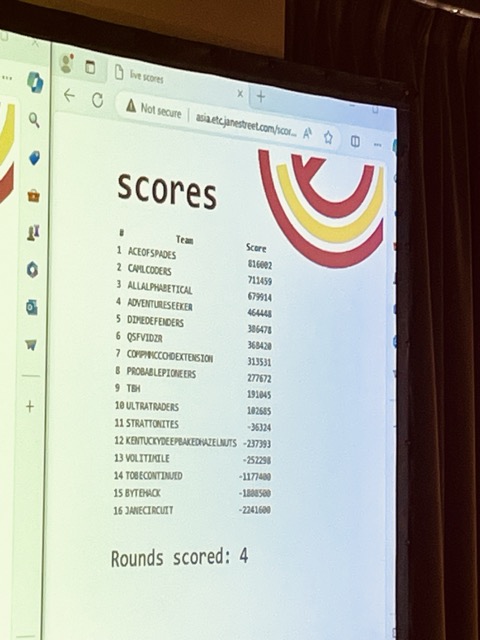 live scores
Not secure | asia.etc.janestreet.com/scor...
scores
# Team Score
1 ACEOFSPADES 816002
2 CAMLCODERS 711459
3 ALLALPHABETICAL 679914
4 ADVENTURESEEKER 464448
5 DIMEDEFENDERS 386478
6 QSFVIDZR 368420
7 COMPHHCCCHDEXTENSION 313531
8 PROBABLEPIONEERS 277672
9 TBH 191045
10 ULTRATRADERS 102685
11 STRATTONITES -36324
12 KENTUCKYDEEPBAKEDHAZELNUTS -237393
13 VOLITIMILE -252298
14 TOBECONTINUED -1177400
15 BYTEHACK -1808500
16 JANECIRCUIT -2241600
Rounds scored: 4